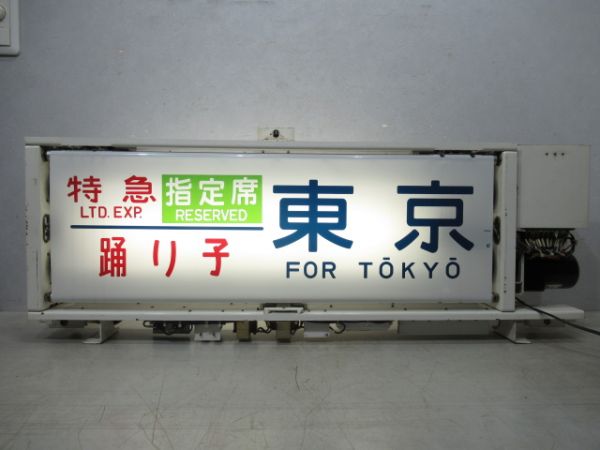 特急 指定席
LTD. EXP. RESERVED
踊り子
東京
FOR TŌKYŌ